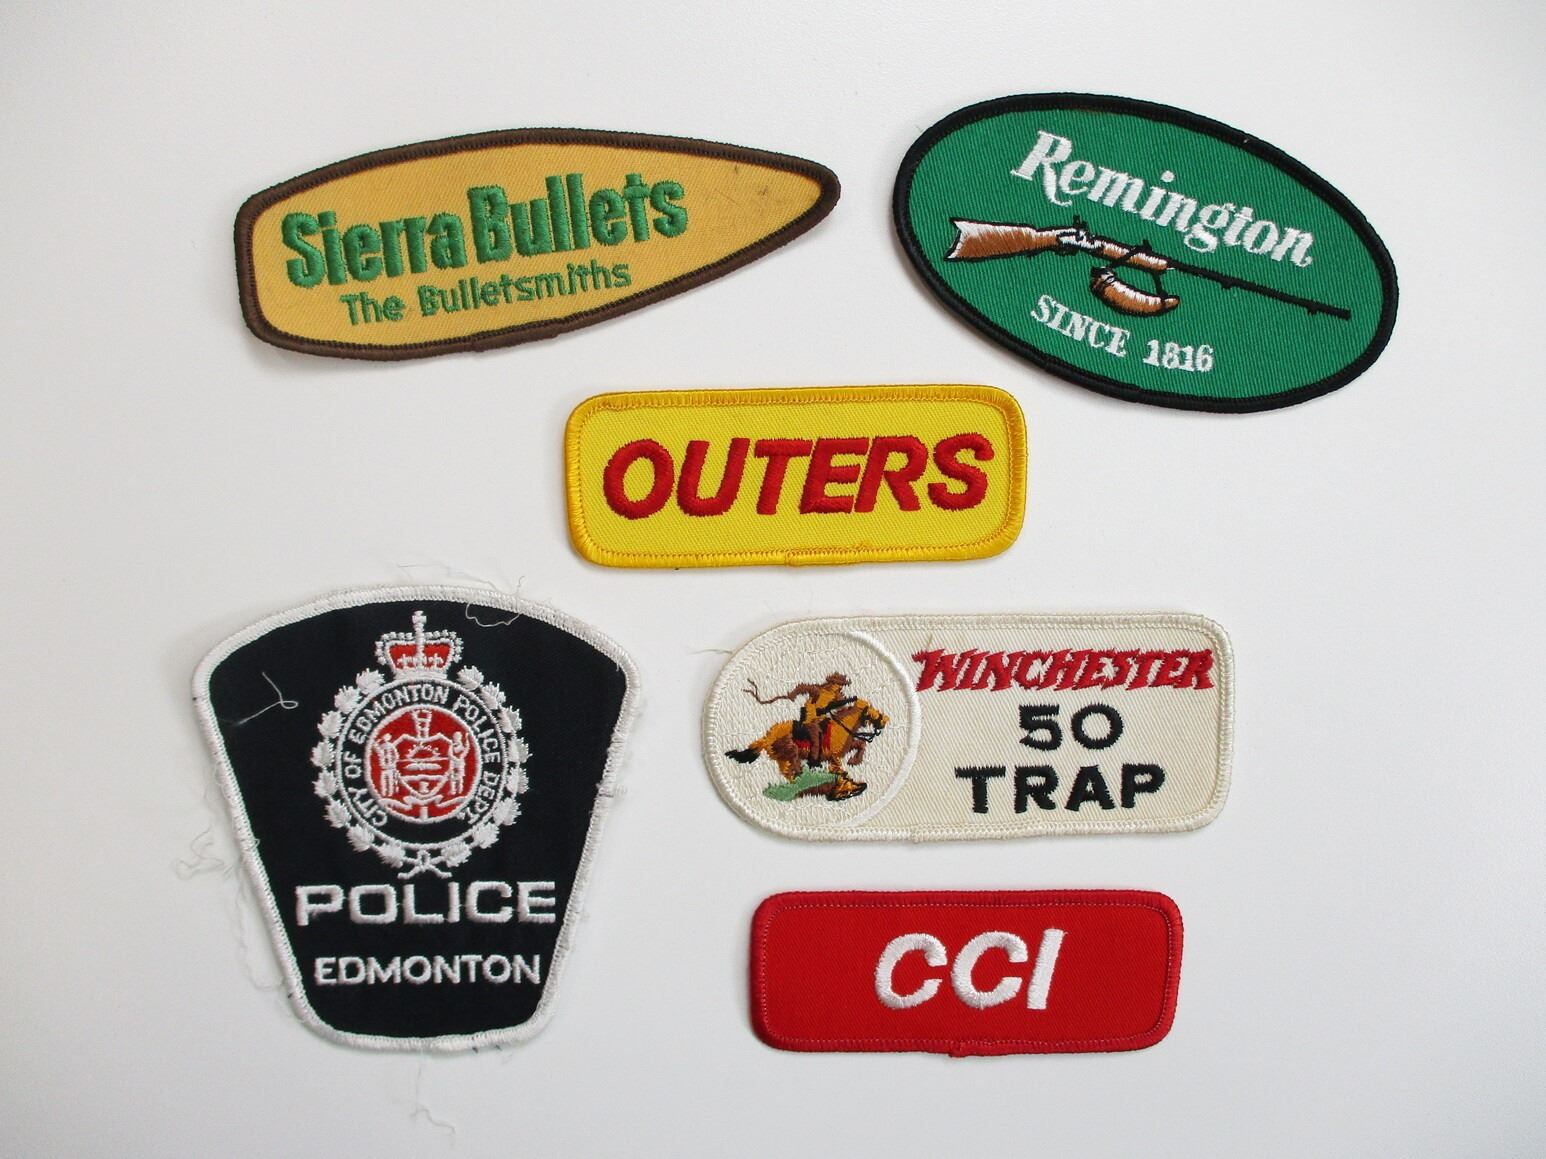 Sierra Bullets
The Bulletsmiths
Remington
SINCE 1816
OUTERS
CITY OF EDMONTON POLICE DEPT.
POLICE
EDMONTON
WINCHESTER
50
TRAP
CCI